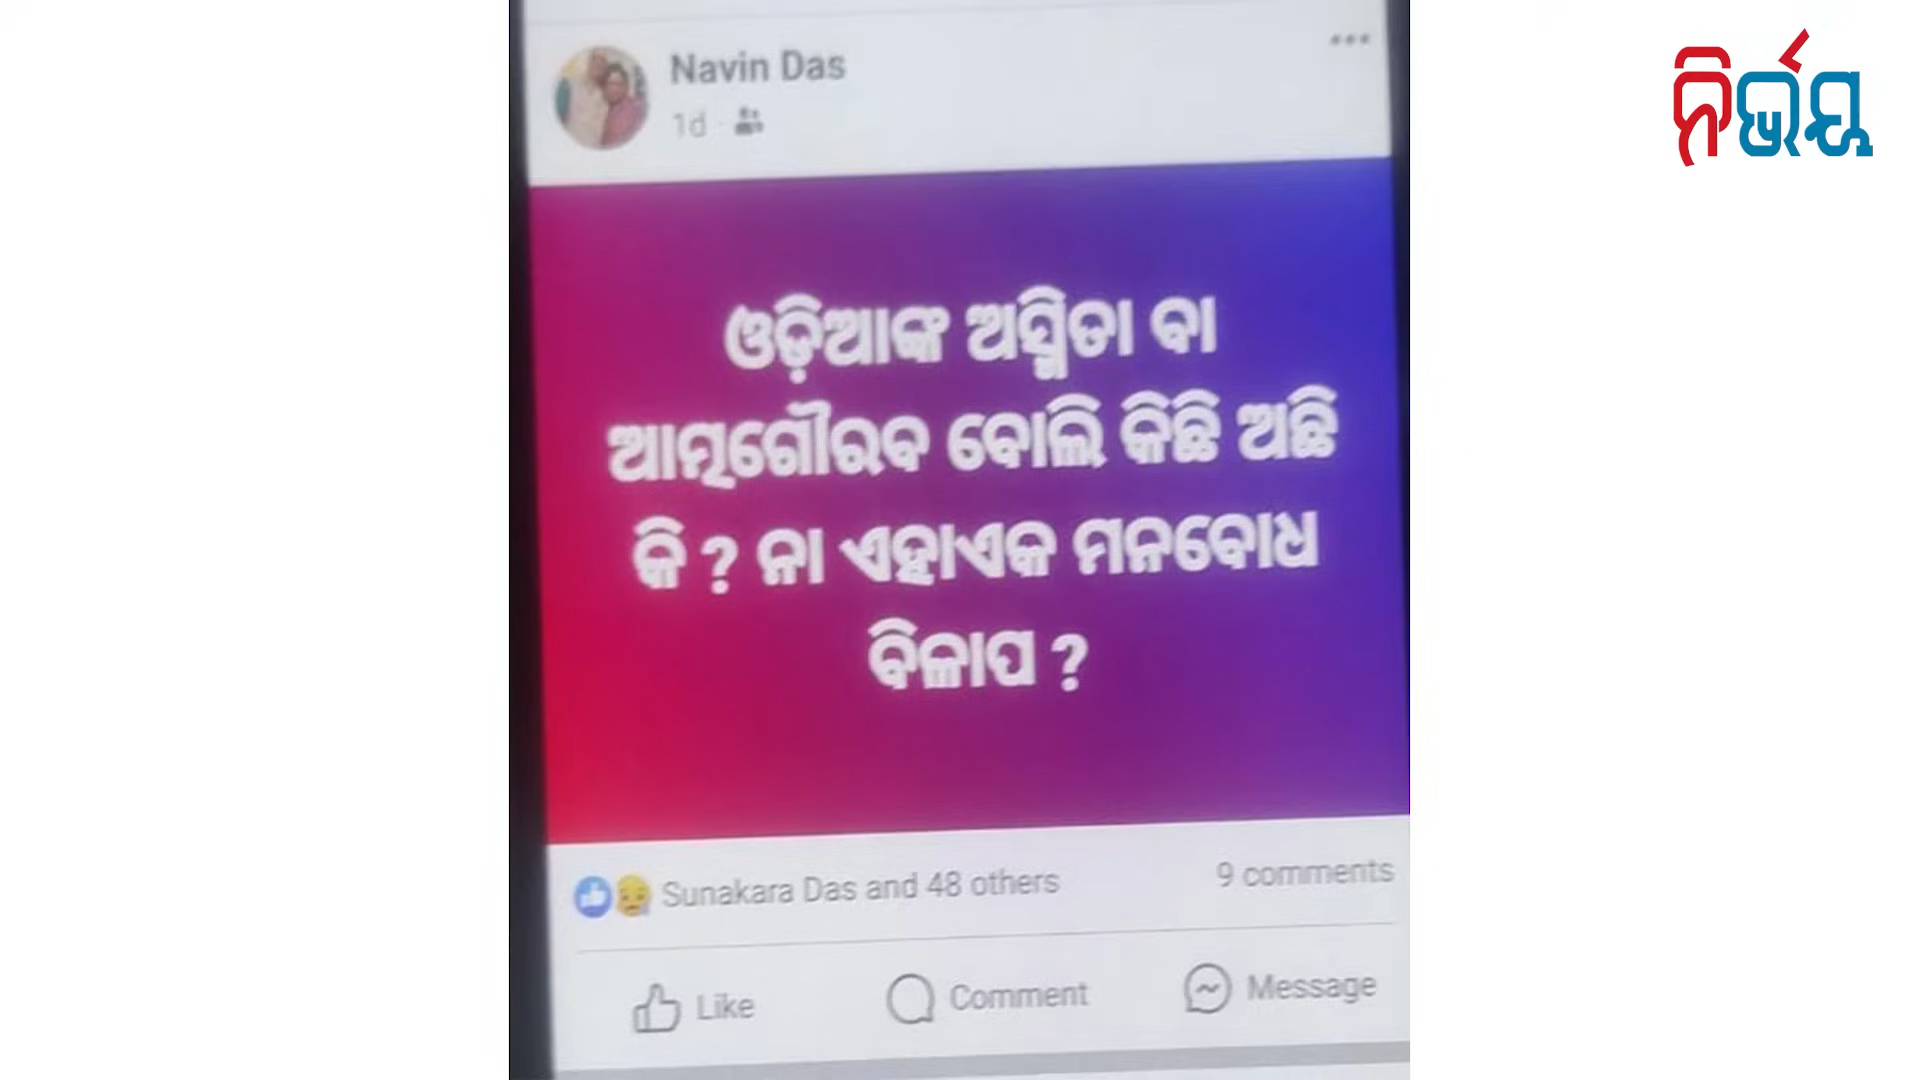 Navin Das
1d
ନିର୍ଭୟ
ଓଡ଼ିଆଙ୍କ ଅସ୍ମିତା ବା
ଆତ୍ମଗୌରବ ବୋଲି କିଛି ଅଛି
କି ? ନା ଏହାଏକ ମନବୋଧ
ବିଳାପ ?
Sunakara Das and 48 others
9 comments
Like
Comment
Message